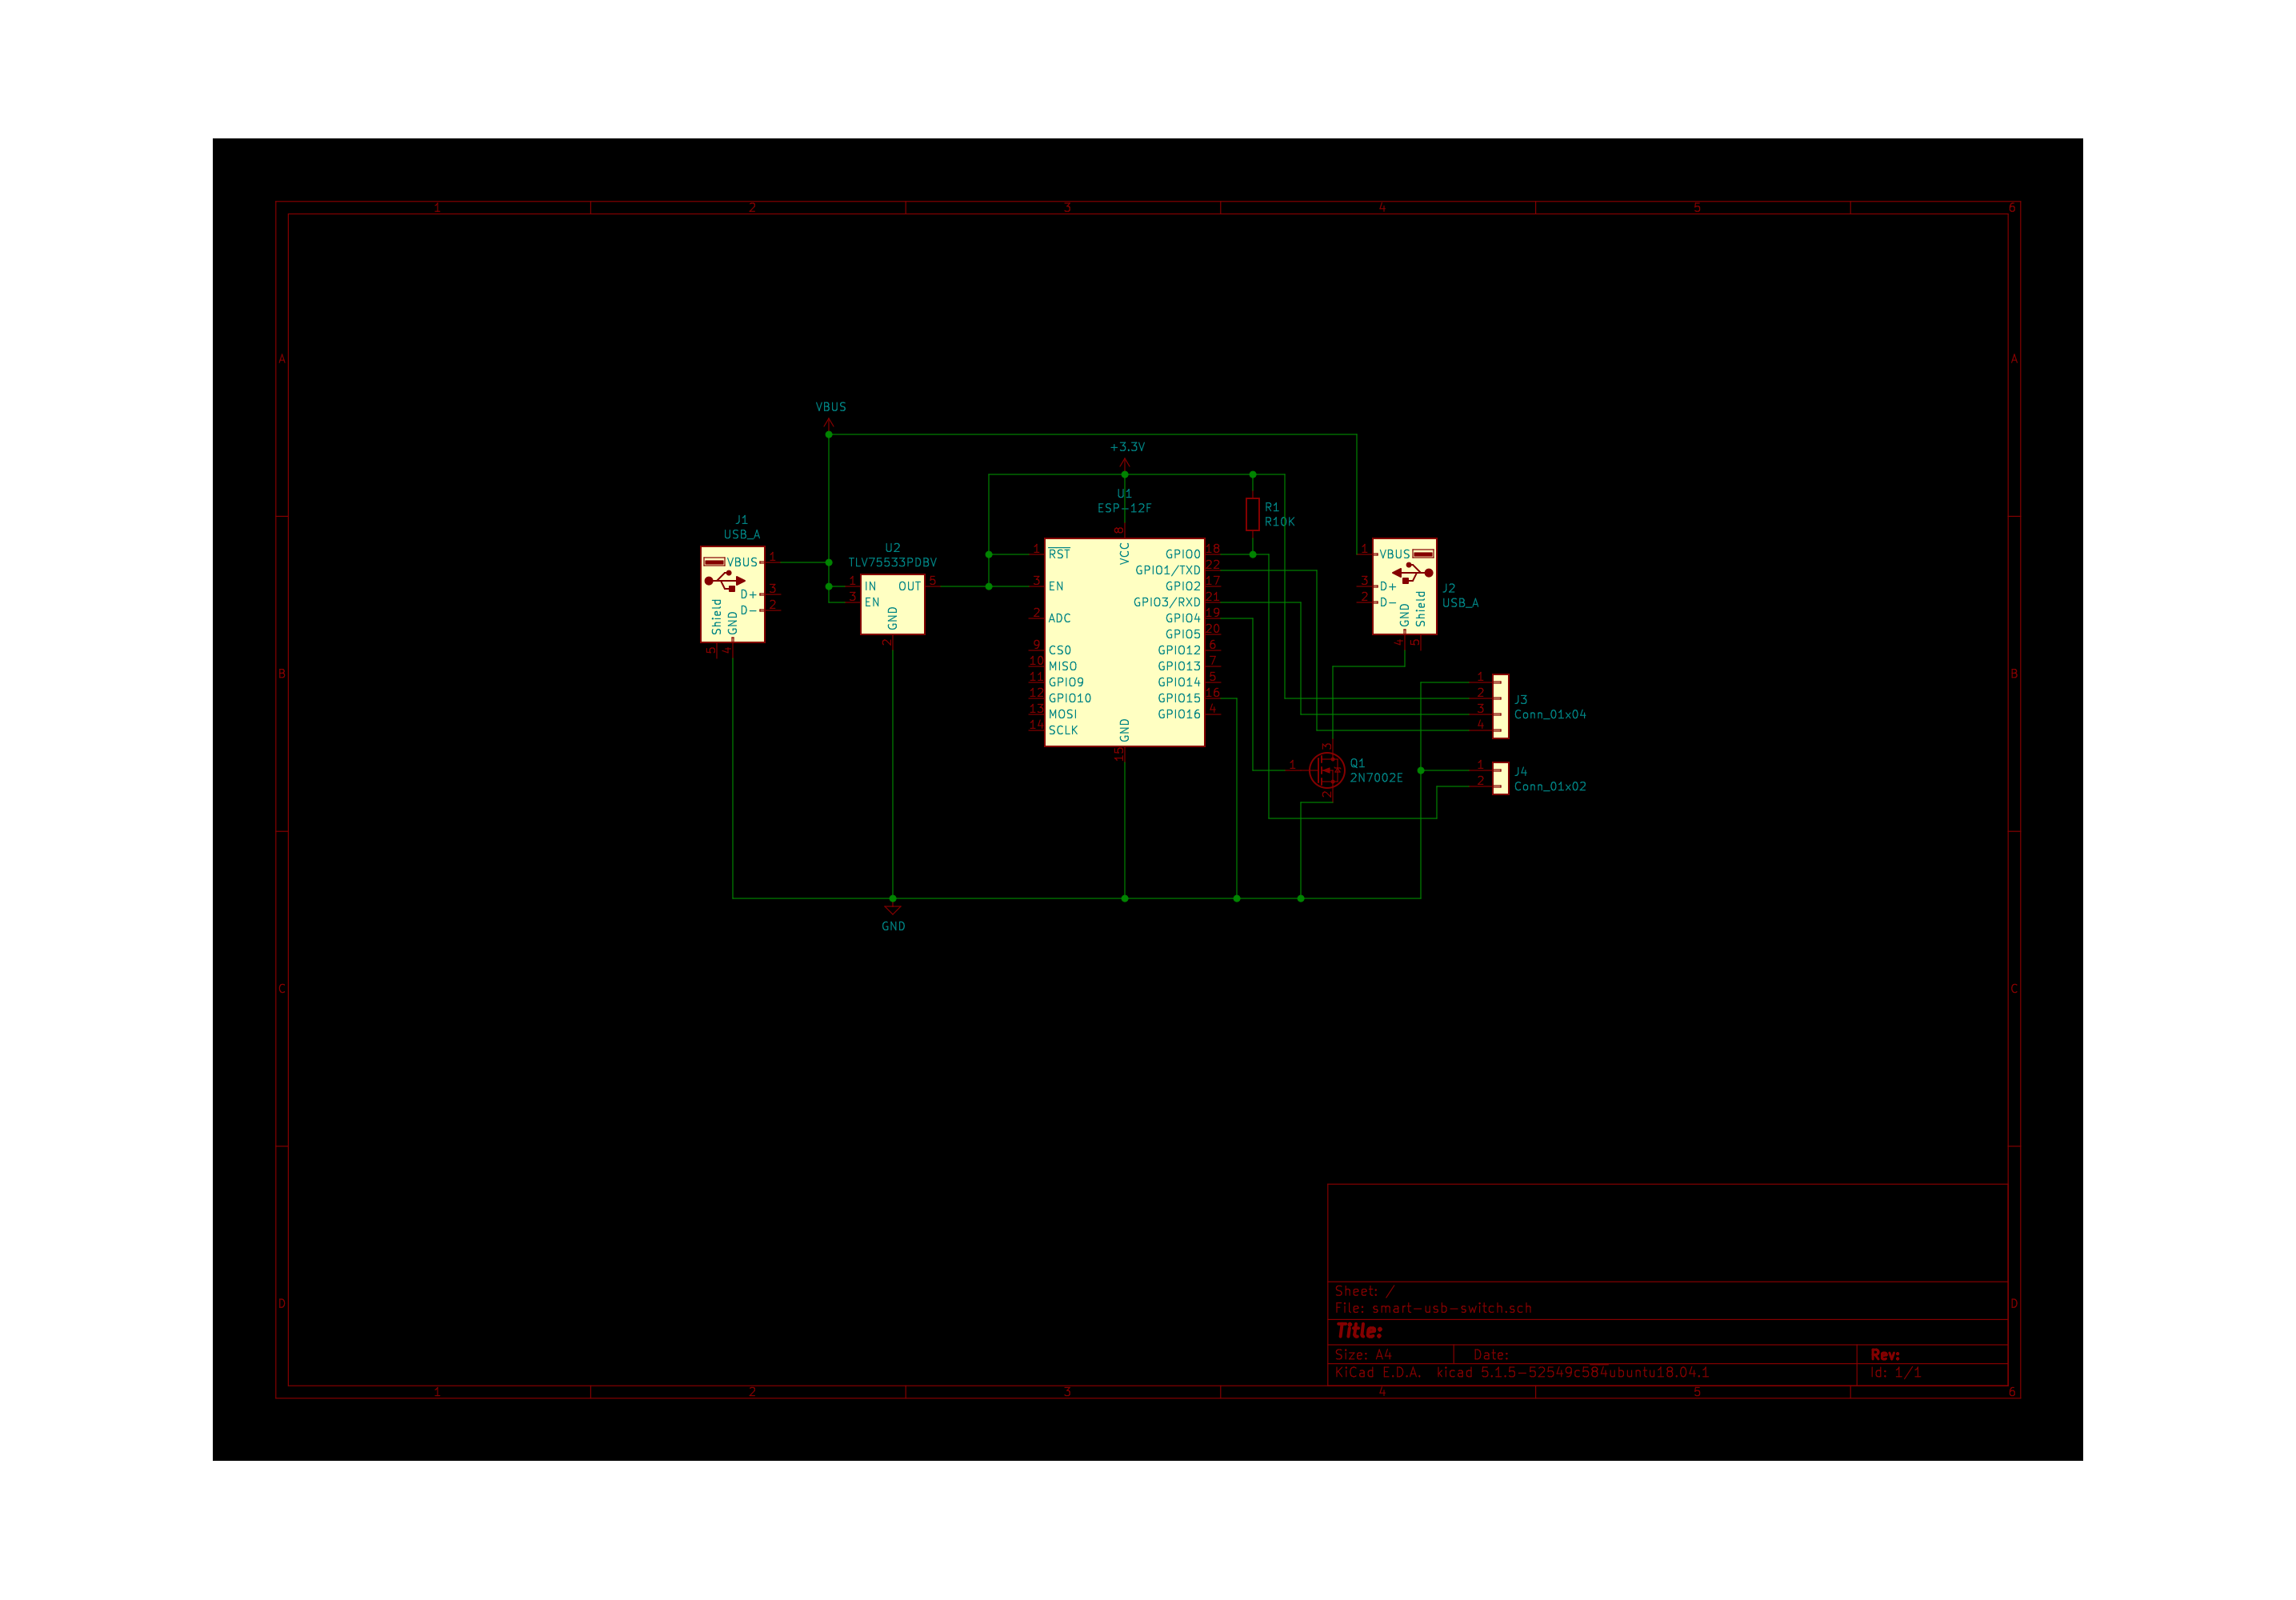 1 2 3 4 5 6
A A
VBUS
+3.3V
U1
ESP-12F
R1
R10K
J1
USB_A
U2
TLV75533PDBV
VBUS 1
D+ 3
D- 2
Shield 5
GND 4
1 IN
3 EN
OUT 5
GND 2
1 RST
3 EN
2 ADC
9 CS0
10 MISO
11 GPIO9
12 GPIO10
13 MOSI
14 SCLK
VCC 8
GND 15
GPIO0 18
GPIO1/TXD 22
GPIO2 17
GPIO3/RXD 21
GPIO4 19
GPIO5 20
GPIO12 6
GPIO13 7
GPIO14 5
GPIO15 16
GPIO16 4
1 VBUS
3 D+
2 D-
GND 4
Shield 5
J2
USB_A
B B
1
2
3
4
J3
Conn_01x04
1
3
2
Q1
2N7002E
1
2
J4
Conn_01x02
GND
C C
D D
Sheet: /
File: smart-usb-switch.sch
Title:
Size: A4 Date: Rev:
KiCad E.D.A. kicad 5.1.5-52549c584ubuntu18.04.1 Id: 1/1
1 2 3 4 5 6